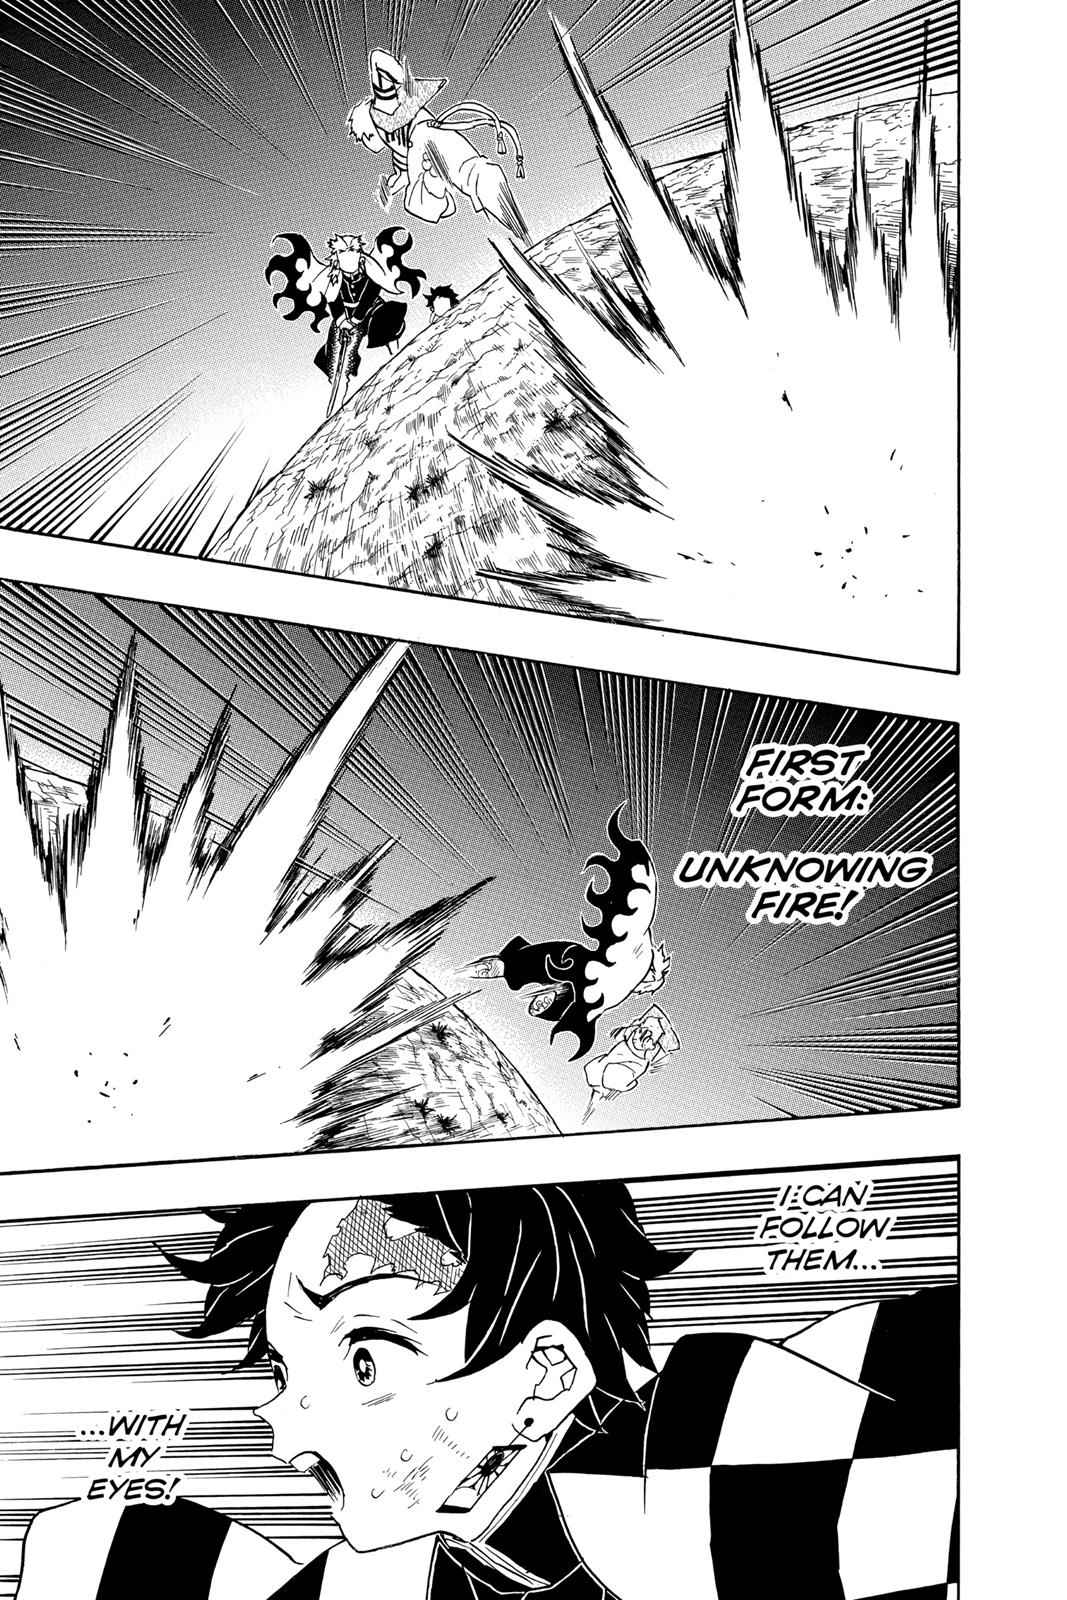 FIRST
FORM:
UNKNOWING
FIRE!
I CAN
FOLLOW
THEM...
...WITH
MY
EYES!